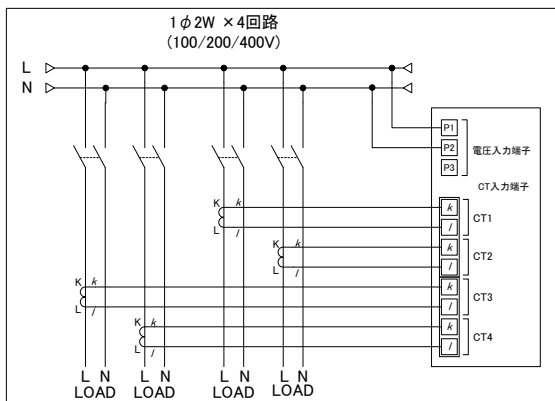 1φ2W ×4回路
(100/200/400V)
L
N
P1
P2
P3
電圧入力端子
CT入力端子
K k
L l
k
l
CT1
K k
L l
k
l
CT2
K k
L l
k
l
CT3
K k
L l
k
l
CT4
L N L N L N L N
LOAD LOAD LOAD LOAD